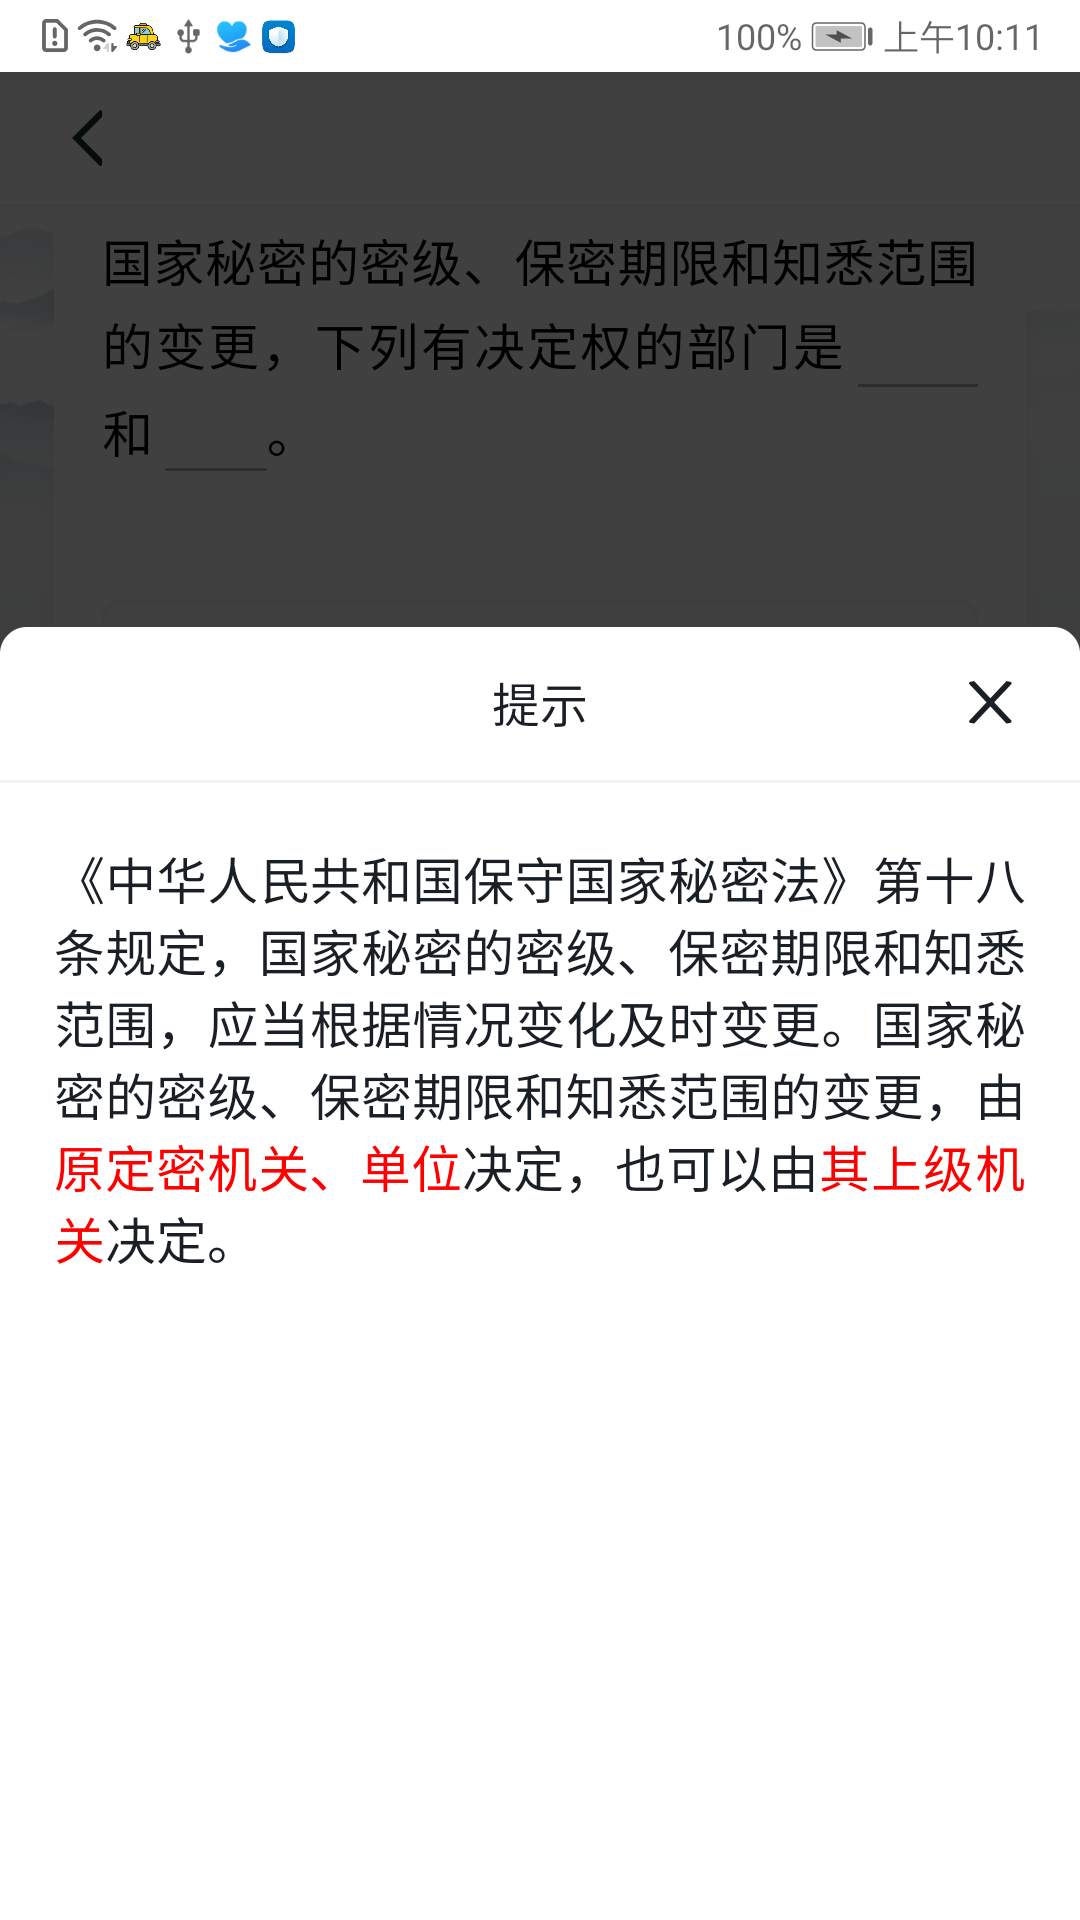 100% 上午10:11
国家秘密的密级、保密期限和知悉范围
的变更，下列有决定权的部门是 ____
和 ____。
提示
《中华人民共和国保守国家秘密法》第十八
条规定，国家秘密的密级、保密期限和知悉
范围，应当根据情况变化及时变更。国家秘
密的密级、保密期限和知悉范围的变更，由
原定密机关、单位决定，也可以由其上级机
关决定。